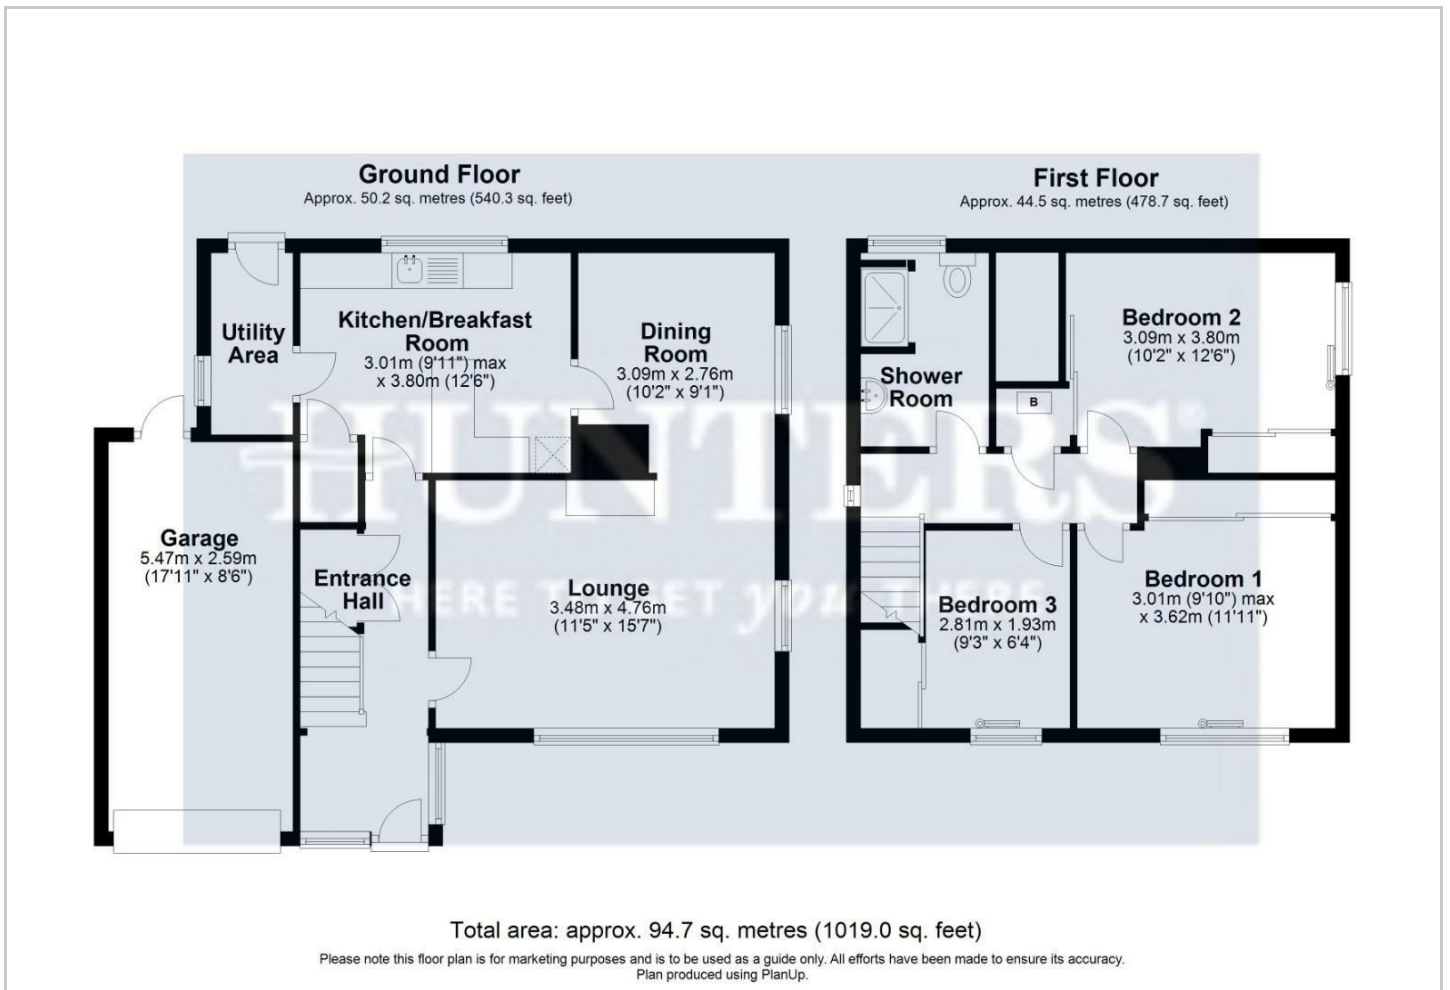 Ground Floor
Approx. 50.2 sq. metres (540.3 sq. feet)
First Floor
Approx. 44.5 sq. metres (478.7 sq. feet)
Utility
Area
Kitchen/Breakfast
Room
3.01m (9'11") max
x 3.80m (12'6")
Dining
Room
3.09m x 2.76m
(10'2" x 9'1")
Shower
Room
B
Bedroom 2
3.09m x 3.80m
(10'2" x 12'6")
HUNTERS®
HERE TO GET you THERE
Garage
5.47m x 2.59m
(17'11" x 8'6")
Entrance
Hall
Lounge
3.48m x 4.76m
(11'5" x 15'7")
Bedroom 3
2.81m x 1.93m
(9'3" x 6'4")
Bedroom 1
3.01m (9'10") max
x 3.62m (11'11")
Total area: approx. 94.7 sq. metres (1019.0 sq. feet)
Please note this floor plan is for marketing purposes and is to be used as a guide only. All efforts have been made to ensure its accuracy.
Plan produced using PlanUp.